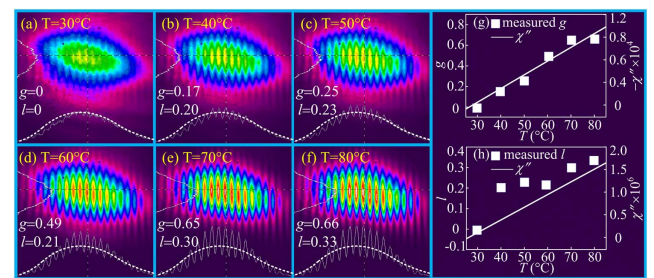 (a) T=30°C
g=0
l=0
(b) T=40°C
g=0.17
l=0.20
(c) T=50°C
g=0.25
l=0.23
(d) T=60°C
g=0.49
l=0.21
(e) T=70°C
g=0.65
l=0.30
(f) T=80°C
g=0.66
l=0.33
(g)
measured g
χ″
0.8
0.6
0.4
0.2
0
g
1.2
0.8
0.4
0
-χ″×10⁴
30 40 50 60 70 80
T (°C)
(h)
measured l
χ″
0.4
0.3
0.2
0.1
0
-0.1
l
2.0
1.6
1.0
0.6
0
χ″×10⁶
30 40 50 60 70 80
T (°C)